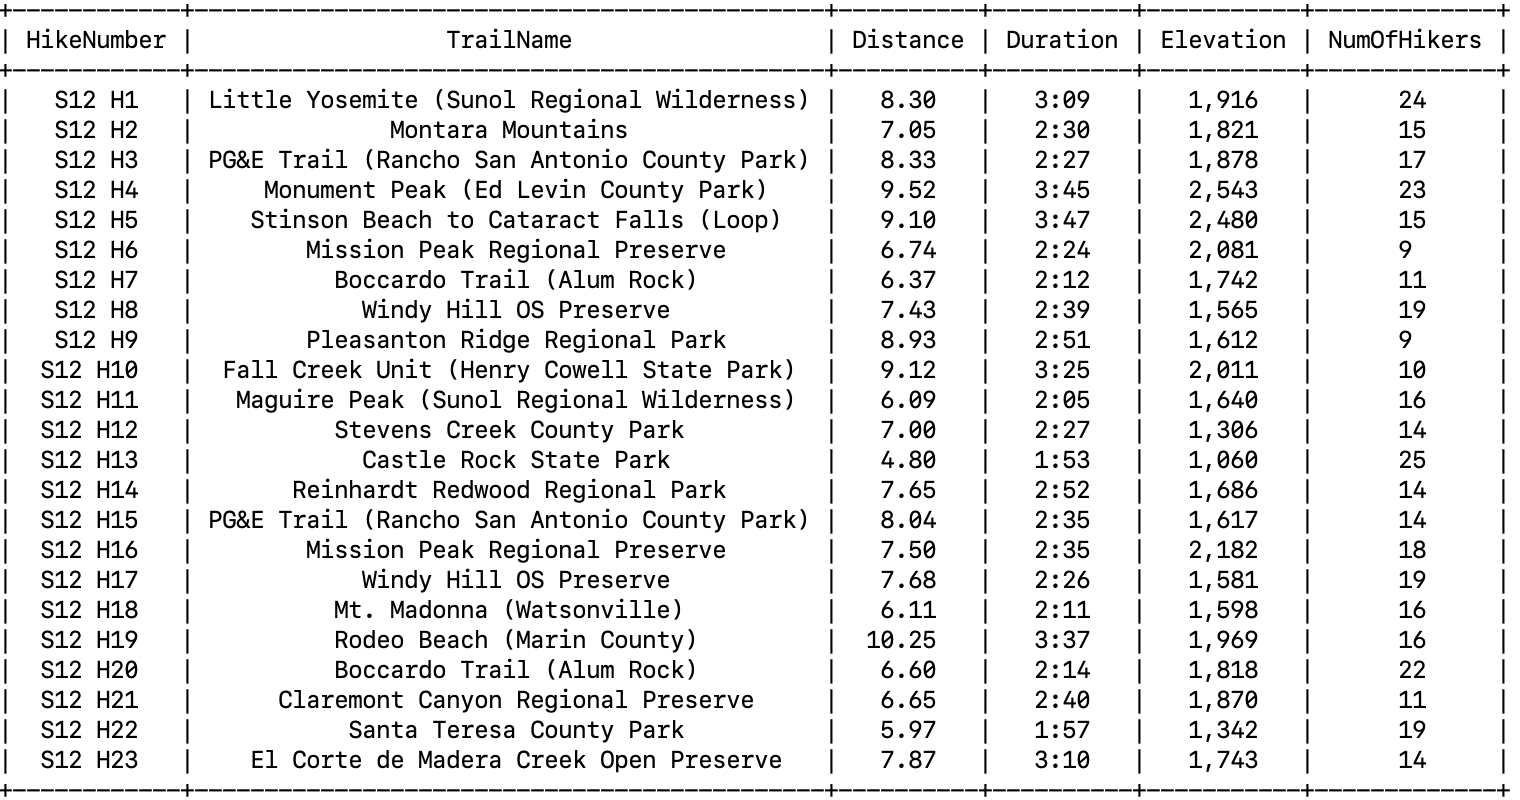 +------------+----------------------------------------------+----------+----------+-----------+-------------+
| HikeNumber |                  TrailName                   | Distance | Duration | Elevation | NumOfHikers |
+------------+----------------------------------------------+----------+----------+-----------+-------------+
|   S12 H1   | Little Yosemite (Sunol Regional Wilderness) |   8.30   |   3:09   |   1,916   |      24     |
|   S12 H2   |              Montara Mountains              |   7.05   |   2:30   |   1,821   |      15     |
|   S12 H3   | PG&E Trail (Rancho San Antonio County Park) |   8.33   |   2:27   |   1,878   |      17     |
|   S12 H4   |     Monument Peak (Ed Levin County Park)    |   9.52   |   3:45   |   2,543   |      23     |
|   S12 H5   |    Stinson Beach to Cataract Falls (Loop)   |   9.10   |   3:47   |   2,480   |      15     |
|   S12 H6   |        Mission Peak Regional Preserve       |   6.74   |   2:24   |   2,081   |      9      |
|   S12 H7   |          Boccardo Trail (Alum Rock)         |   6.37   |   2:12   |   1,742   |      11     |
|   S12 H8   |            Windy Hill OS Preserve           |   7.43   |   2:39   |   1,565   |      19     |
|   S12 H9   |        Pleasanton Ridge Regional Park       |   8.93   |   2:51   |   1,612   |      9      |
|  S12 H10   |  Fall Creek Unit (Henry Cowell State Park)  |   9.12   |   3:25   |   2,011   |      10     |
|  S12 H11   |   Maguire Peak (Sunol Regional Wilderness)  |   6.09   |   2:05   |   1,640   |      16     |
|  S12 H12   |          Stevens Creek County Park          |   7.00   |   2:27   |   1,306   |      14     |
|  S12 H13   |            Castle Rock State Park           |   4.80   |   1:53   |   1,060   |      25     |
|  S12 H14   |       Reinhardt Redwood Regional Park       |   7.65   |   2:52   |   1,686   |      14     |
|  S12 H15   | PG&E Trail (Rancho San Antonio County Park) |   8.04   |   2:35   |   1,617   |      14     |
|  S12 H16   |        Mission Peak Regional Preserve       |   7.50   |   2:35   |   2,182   |      18     |
|  S12 H17   |            Windy Hill OS Preserve           |   7.68   |   2:26   |   1,581   |      19     |
|  S12 H18   |          Mt. Madonna (Watsonville)          |   6.11   |   2:11   |   1,598   |      16     |
|  S12 H19   |          Rodeo Beach (Marin County)         |  10.25   |   3:37   |   1,969   |      16     |
|  S12 H20   |          Boccardo Trail (Alum Rock)         |   6.60   |   2:14   |   1,818   |      22     |
|  S12 H21   |      Claremont Canyon Regional Preserve     |   6.65   |   2:40   |   1,870   |      11     |
|  S12 H22   |           Santa Teresa County Park          |   5.97   |   1:57   |   1,342   |      19     |
|  S12 H23   |    El Corte de Madera Creek Open Preserve   |   7.87   |   3:10   |   1,743   |      14     |
+------------+----------------------------------------------+----------+----------+-----------+-------------+